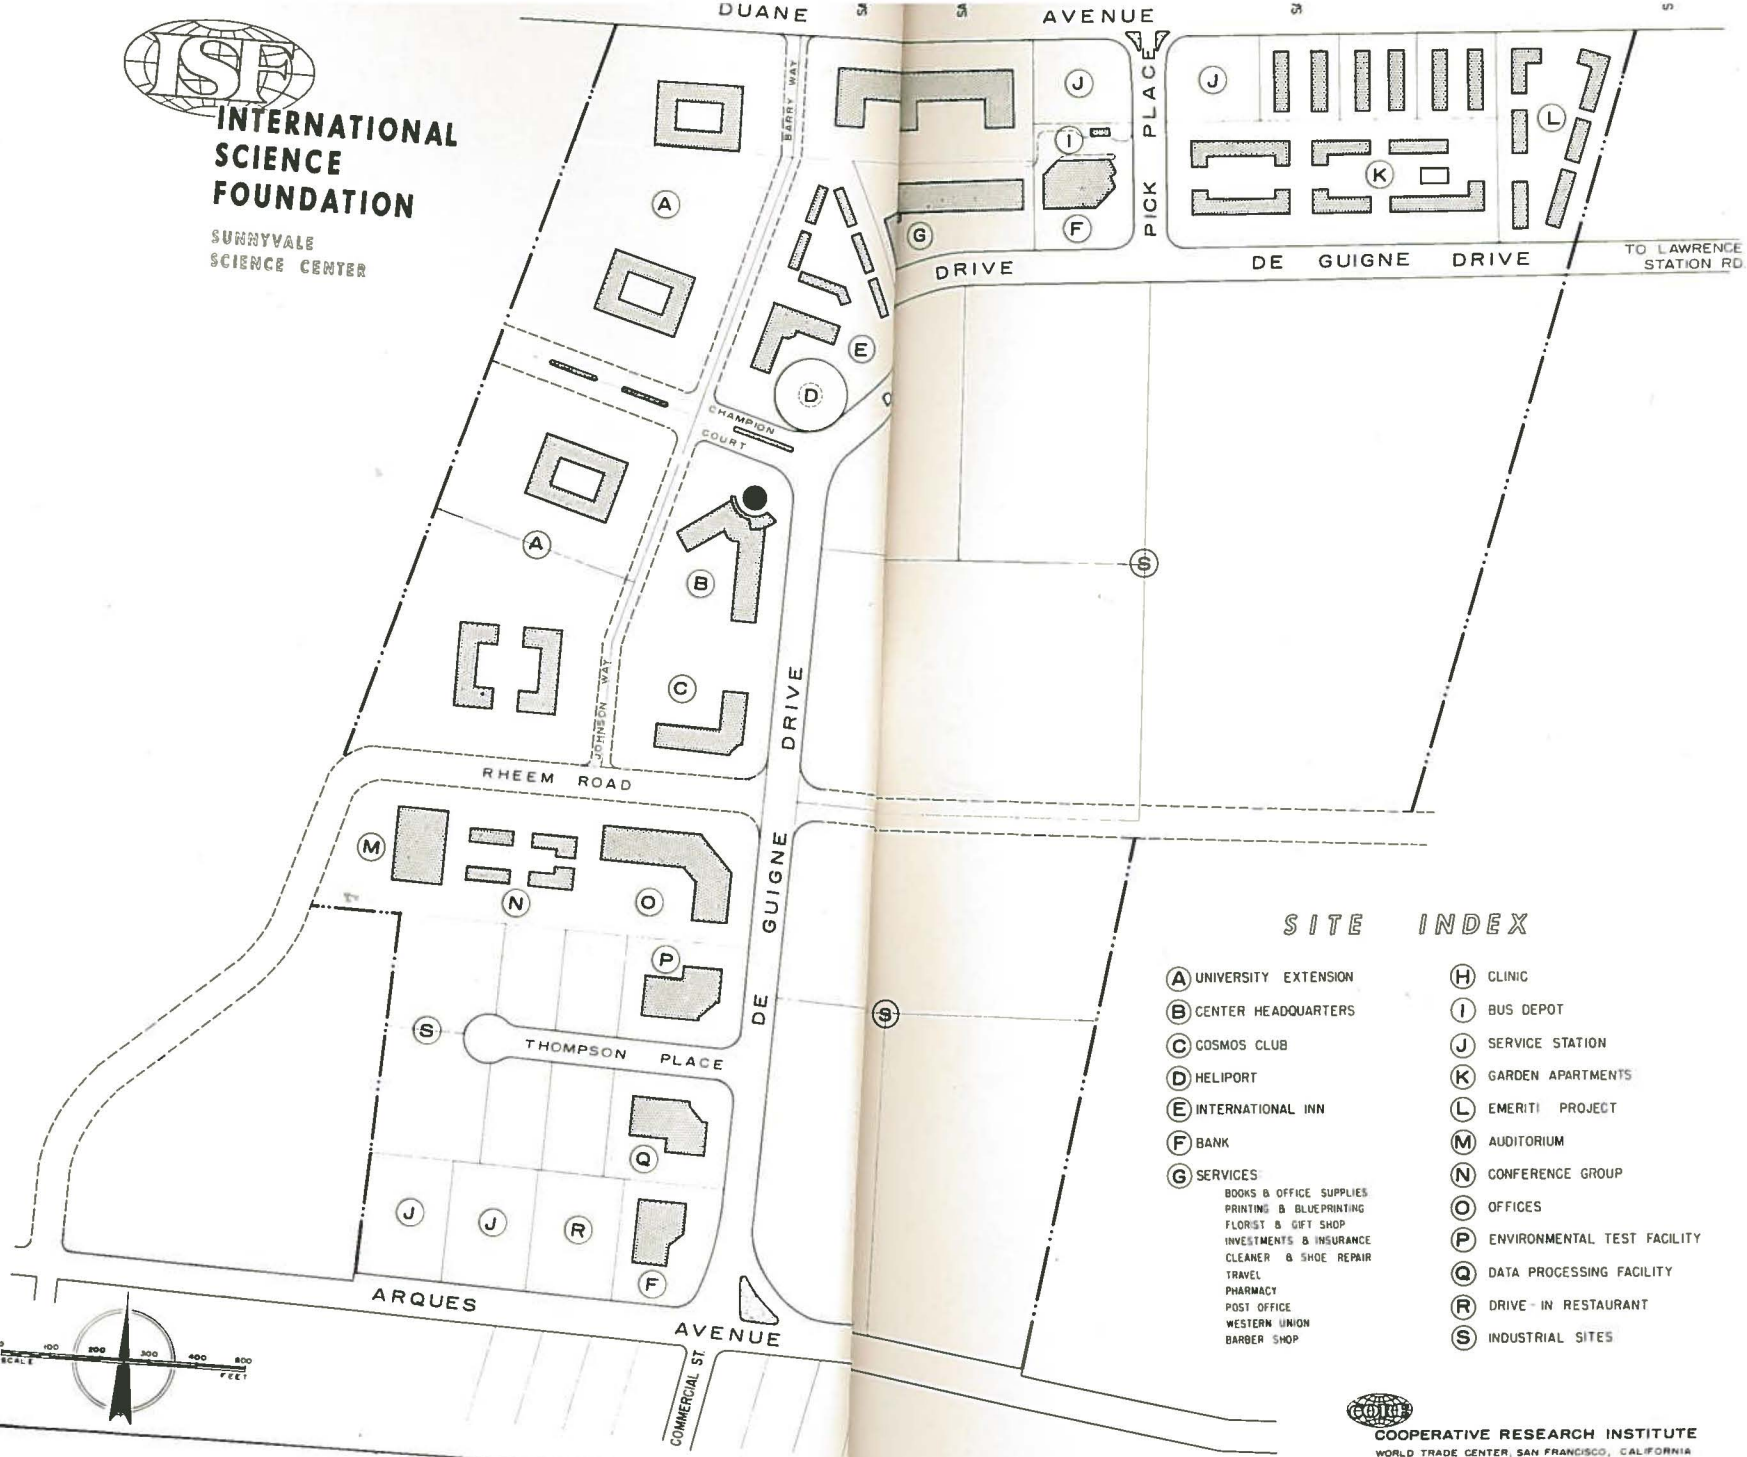 DUANE AVENUE
ISF
INTERNATIONAL
SCIENCE
FOUNDATION
SUNNYVALE
SCIENCE CENTER
BARRY WAY
PICK PLACE
J
J
I
L
K
A
F
G
DRIVE
DE GUIGNE DRIVE
TO LAWRENCE
STATION RD
E
D
D
CHAMPION
COURT
A
B
S
C
JOHNSON WAY
DRIVE
RHEEM ROAD
GUIGNE
DE
M
N
O
P
S
S
THOMPSON PLACE
Q
J
J
R
F
ARQUES
AVENUE
COMMERCIAL ST.
100 200 300 400
SCALE
FEET
SITE INDEX
A UNIVERSITY EXTENSION
B CENTER HEADQUARTERS
C COSMOS CLUB
D HELIPORT
E INTERNATIONAL INN
F BANK
G SERVICES
BOOKS & OFFICE SUPPLIES
PRINTING & BLUEPRINTING
FLORIST & GIFT SHOP
INVESTMENTS & INSURANCE
CLEANER & SHOE REPAIR
TRAVEL
PHARMACY
POST OFFICE
WESTERN UNION
BARBER SHOP
H CLINIC
I BUS DEPOT
J SERVICE STATION
K GARDEN APARTMENTS
L EMERITI PROJECT
M AUDITORIUM
N CONFERENCE GROUP
O OFFICES
P ENVIRONMENTAL TEST FACILITY
Q DATA PROCESSING FACILITY
R DRIVE-IN RESTAURANT
S INDUSTRIAL SITES
COOPERATIVE RESEARCH INSTITUTE
WORLD TRADE CENTER, SAN FRANCISCO, CALIFORNIA